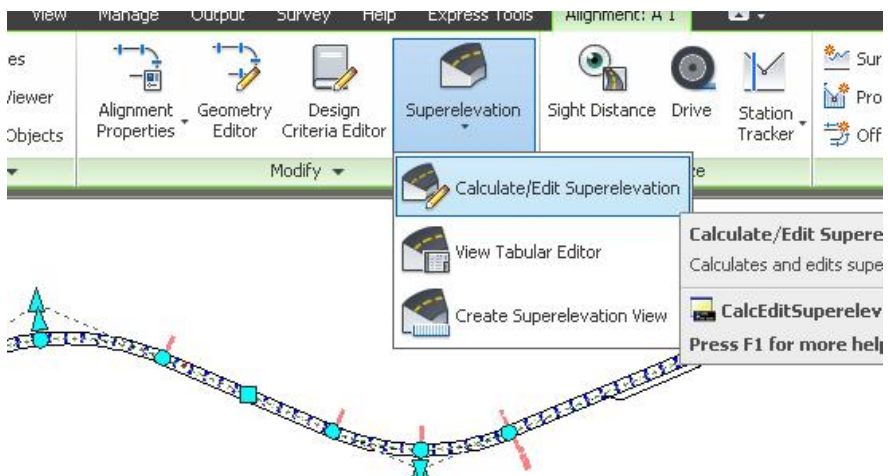 View Manage Output Survey Help Express Tools Alignment: A 1
es
Viewer
Objects
Alignment
Properties
Geometry
Editor
Design
Criteria Editor
Superelevation
Sight Distance
Drive
Station
Tracker
Sur
Pro
Off
Modify
ze
Calculate/Edit Superelevation
View Tabular Editor
Create Superelevation View
Calculate/Edit Supere
Calculates and edits supe
CalcEditSuperelev
Press F1 for more help